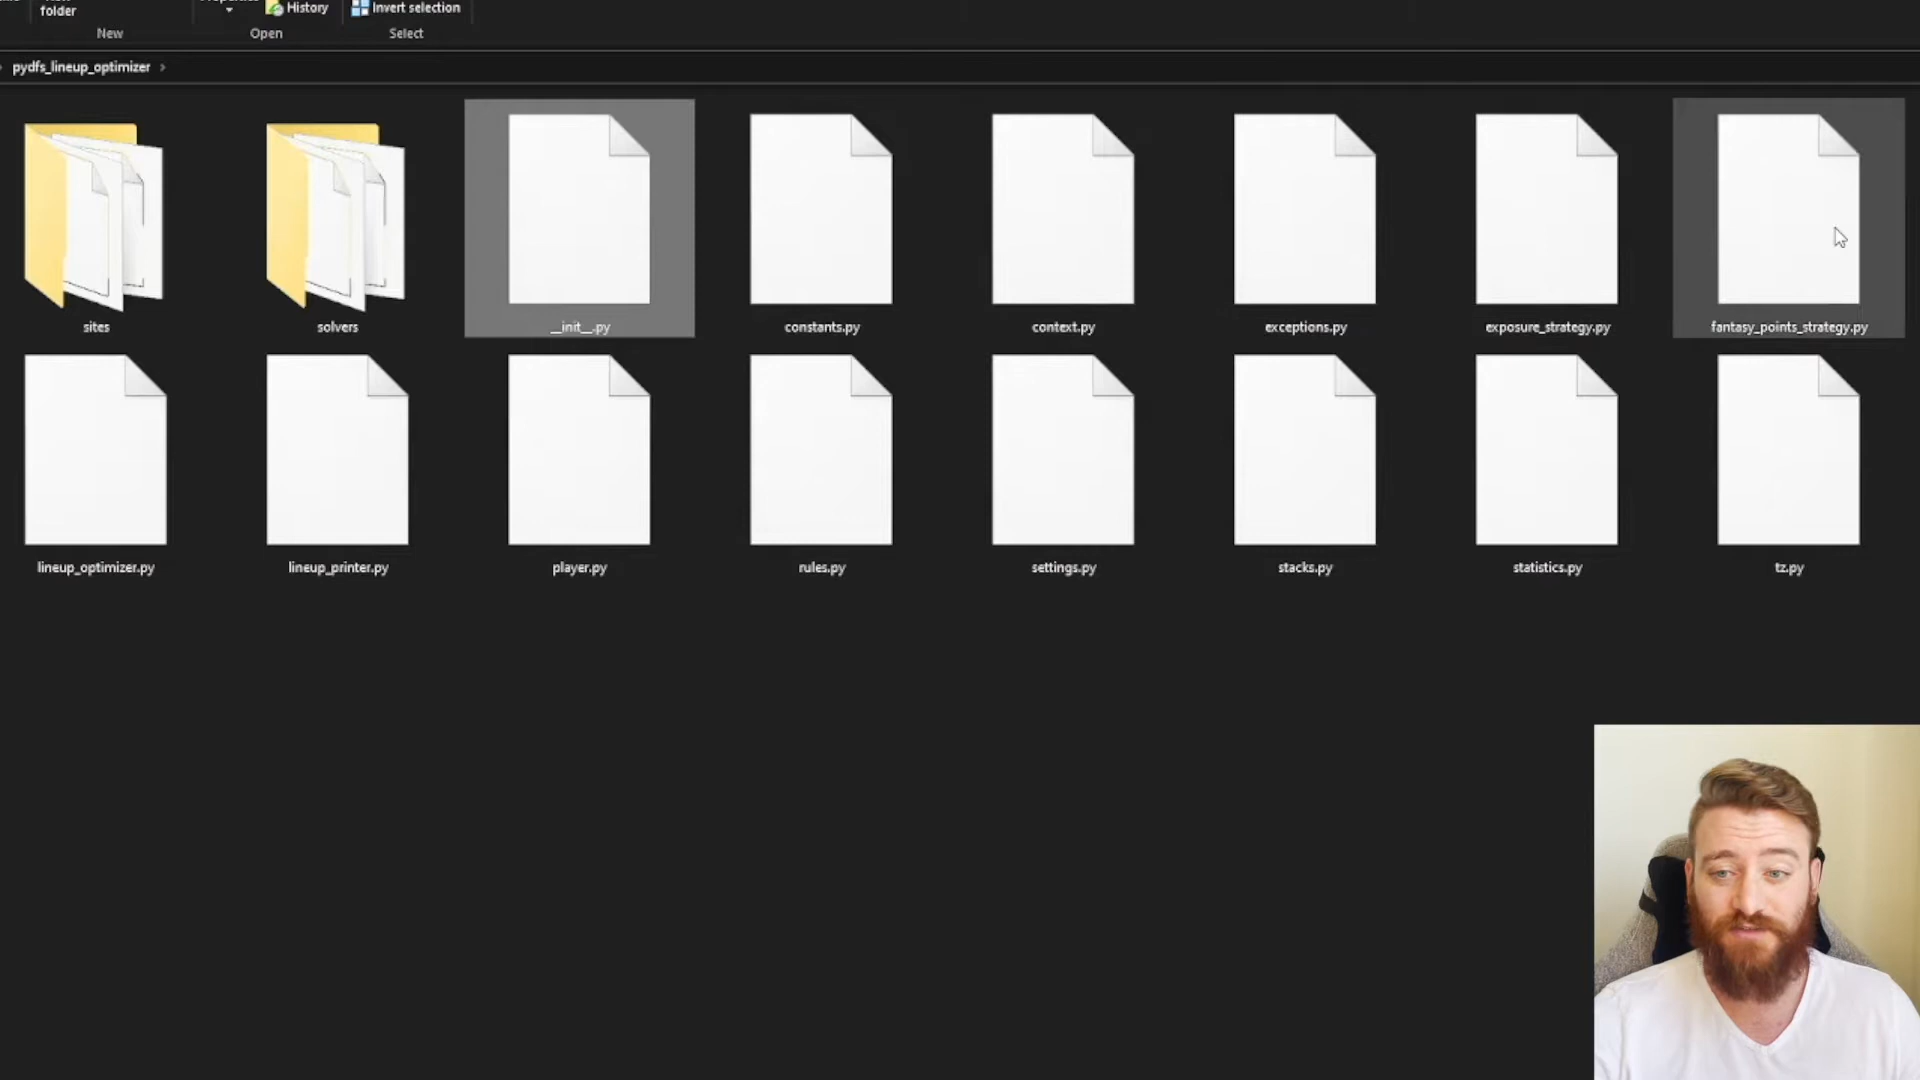 folder
History
Invert selection
New
Open
Select
pydfs_lineup_optimizer
sites
solvers
__init__.py
constants.py
context.py
exceptions.py
exposure_strategy.py
fantasy_points_strategy.py
lineup_optimizer.py
lineup_printer.py
player.py
rules.py
settings.py
stacks.py
statistics.py
tz.py